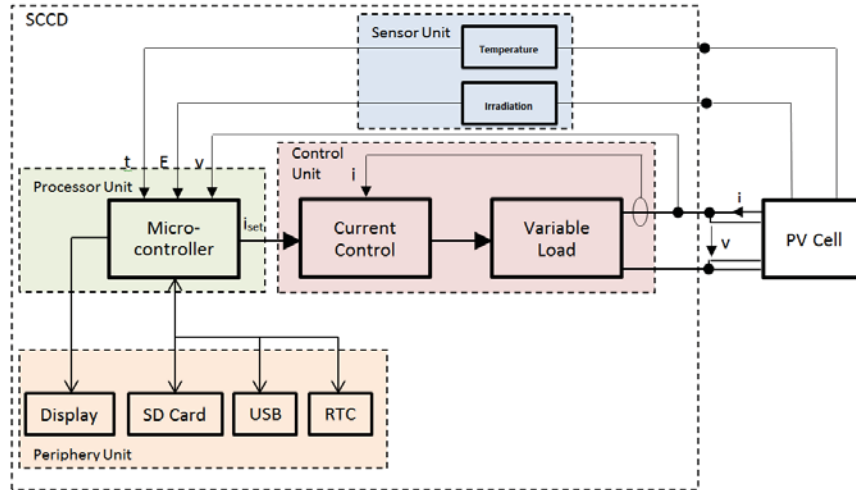 SCCD
Sensor Unit
Temperature
Irradiation
t E v
Control
Unit
i
Processor Unit
Micro-
controller
iset
Current
Control
Variable
Load
i
v
PV Cell
Display
SD Card
USB
RTC
Periphery Unit